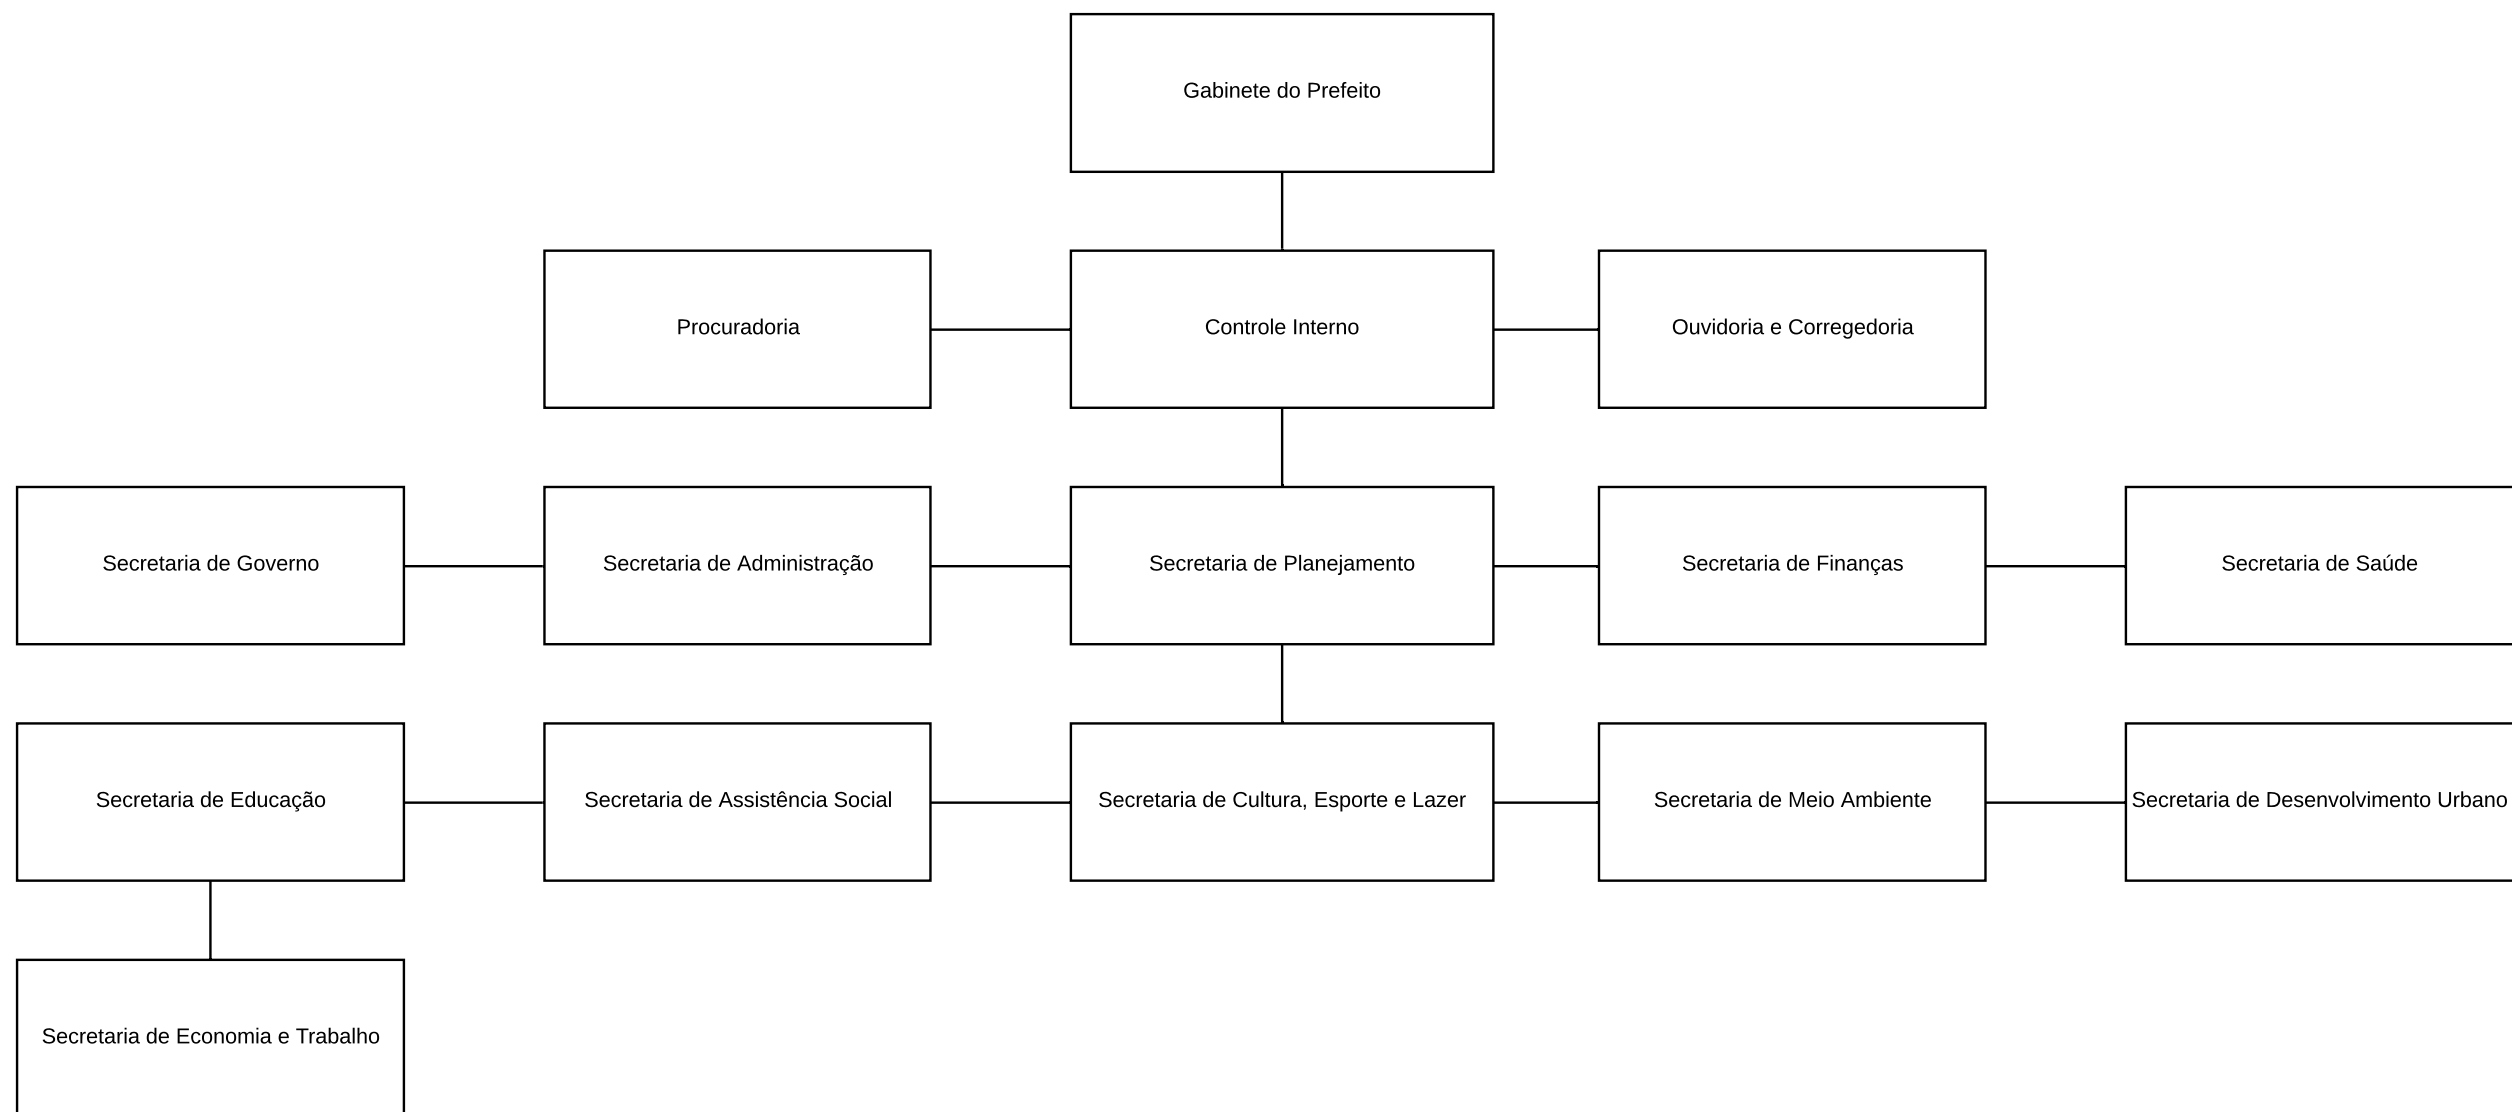 Gabinete do Prefeito
Procuradoria
Controle Interno
Ouvidoria e Corregedoria
Secretaria de Governo
Secretaria de Administração
Secretaria de Planejamento
Secretaria de Finanças
Secretaria de Saúde
Secretaria de Educação
Secretaria de Assistência Social
Secretaria de Cultura, Esporte e Lazer
Secretaria de Meio Ambiente
Secretaria de Desenvolvimento Urbano
Secretaria de Economia e Trabalho